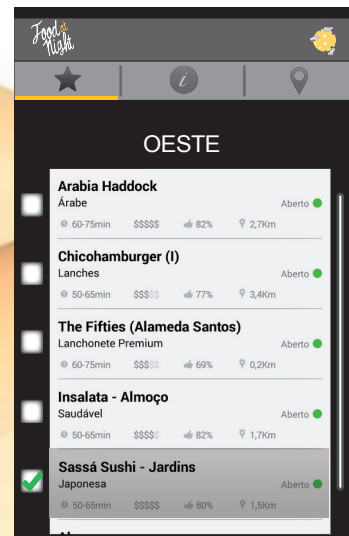 Food at
Night
i
OESTE
Arabia Haddock
Árabe
Aberto
60-75min $$$$$ 82% 2,7Km
Chicohamburger (I)
Lanches
Aberto
50-65min $$$$$ 77% 3,4Km
The Fifties (Alameda Santos)
Lanchonete Premium
Aberto
60-75min $$$$$ 69% 0,2Km
Insalata - Almoço
Saudável
Aberto
50-65min $$$$$ 82% 1,7Km
Sassá Sushi - Jardins
Japonesa
Aberto
50-65min $$$$$ 80% 1,5Km